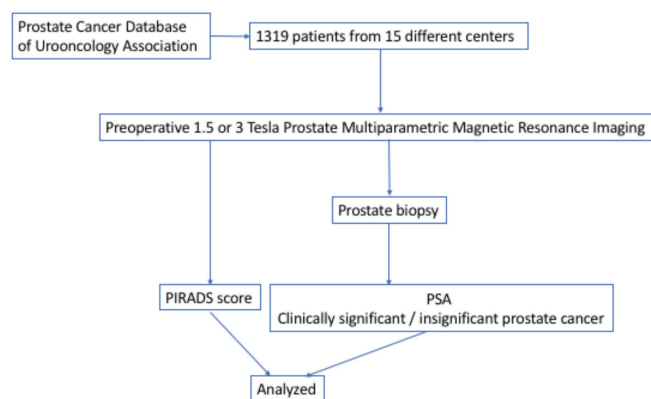 Prostate Cancer Database
of Urooncology Association
1319 patients from 15 different centers
Preoperative 1.5 or 3 Tesla Prostate Multiparametric Magnetic Resonance Imaging
Prostate biopsy
PIRADS score
PSA
Clinically significant / insignificant prostate cancer
Analyzed